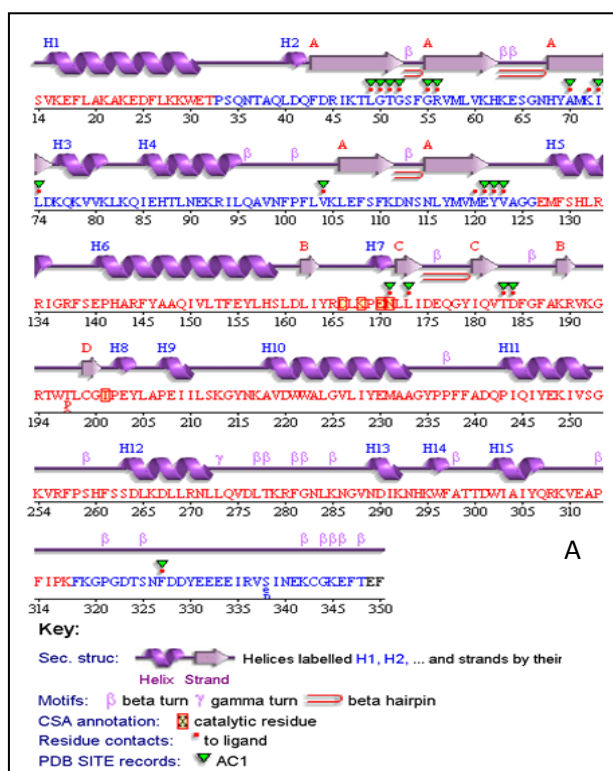 H1 H2 A β A ββ A
SVKEFLAKAKEDFLKKWETPSQNTAQLDQFDRIKTLGTGSFGRVMLVKHKESGNHYAMKI
14 20 25 30 35 40 45 50 55 60 65 70
H3 H4 β β A β A H5
LDKQKVVKLKQIEHTLNEKRILQAVNFPFLVKLEFSFKDNSNLYMVMEYVAGGEMFSHLR
74 80 85 90 95 100 105 110 115 120 125 130
H6 B H7 C β C β B
RIGRFSEPHARFYAAQIVLTFEYLHSLDLIYRDLKPENLLIDEQGYIQVTDFGFAKRVKG
134 140 145 150 155 160 165 170 175 180 185 190
D H8 H9 H10 β H11
RTWTLCGTPEYLAPEIILSKGYNKAVDWWALGVLIYEMAAGYPPFFADQPIQIYEKIVSG
194 200 205 210 215 220 225 230 235 240 245 250
β H12 γ ββ ββ β H13 H14 β H15 β
KVRFPSHFSSDLKDLLRNLLQVDLTKRFGNLKNGVNDIKNHKWFATTDWIAIYQRKVEAP
254 260 265 270 275 280 285 290 295 300 305 310
β β β βββ β
FIPKFKGPGDTSNFDDYEEEEIRVSINEKCGKEFTEF
314 320 325 330 335 340 345 350
A
Key:
Sec. struc: Helices labelled H1, H2, ... and strands by their
Helix Strand
Motifs: β beta turn γ gamma turn beta hairpin
CSA annotation: catalytic residue
Residue contacts: to ligand
PDB SITE records: AC1